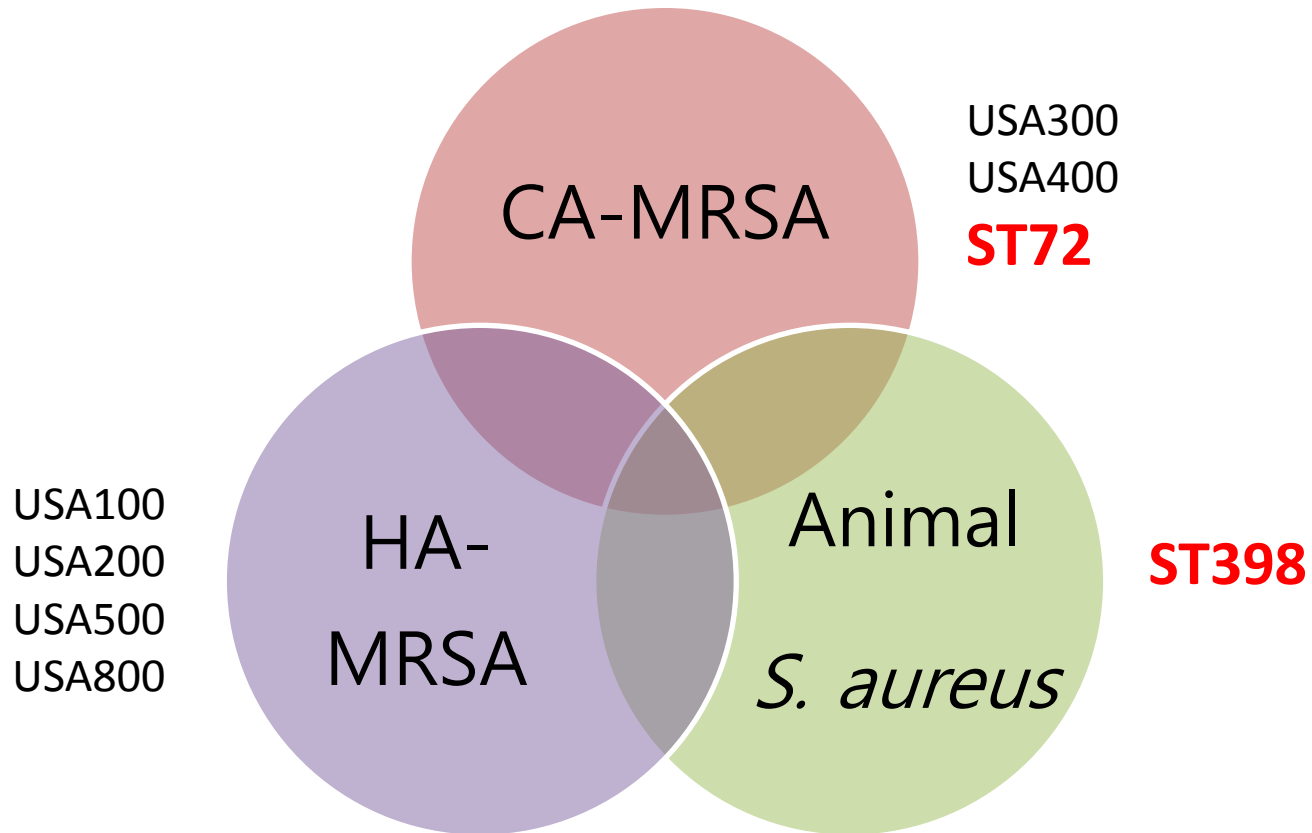 CA-MRSA
USA300
USA400
ST72
USA100
USA200
USA500
USA800
HA-
MRSA
Animal
S. aureus
ST398